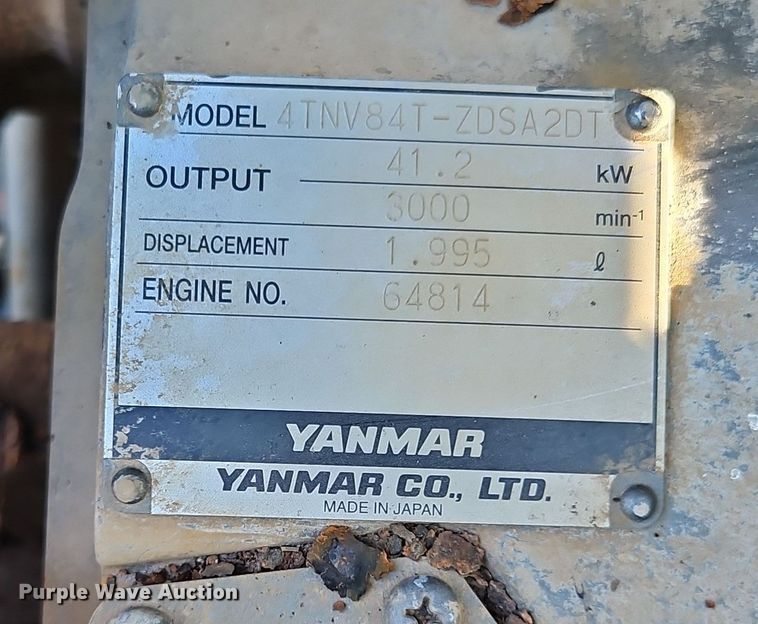 MODEL 4TNV84T-ZDSA2DT
OUTPUT 41.2 kW
3000 min-1
DISPLACEMENT 1.995 ℓ
ENGINE NO. 64814
YANMAR
YANMAR CO., LTD.
MADE IN JAPAN
Purple Wave Auction®